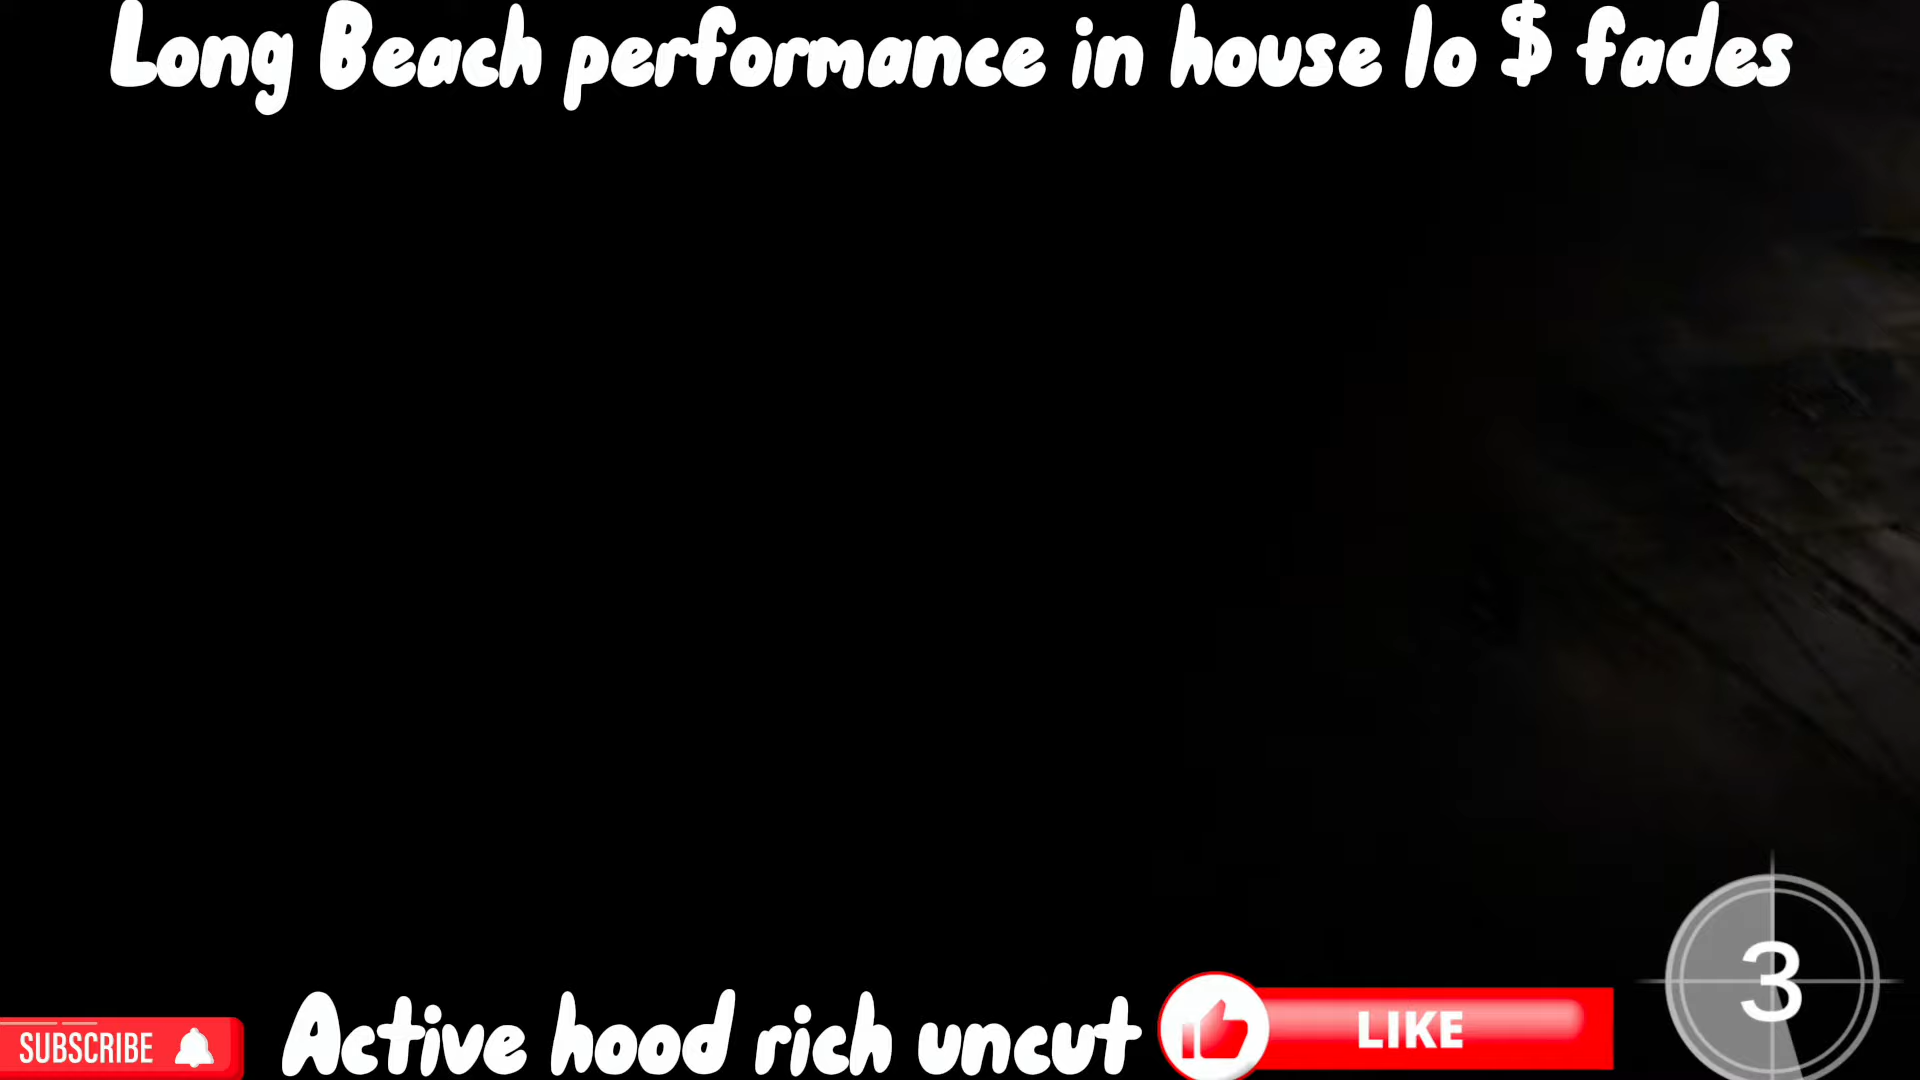 Long Beach performance in house lo $ fades
3
SUBSCRIBE
Active hood rich uncut
LIKE